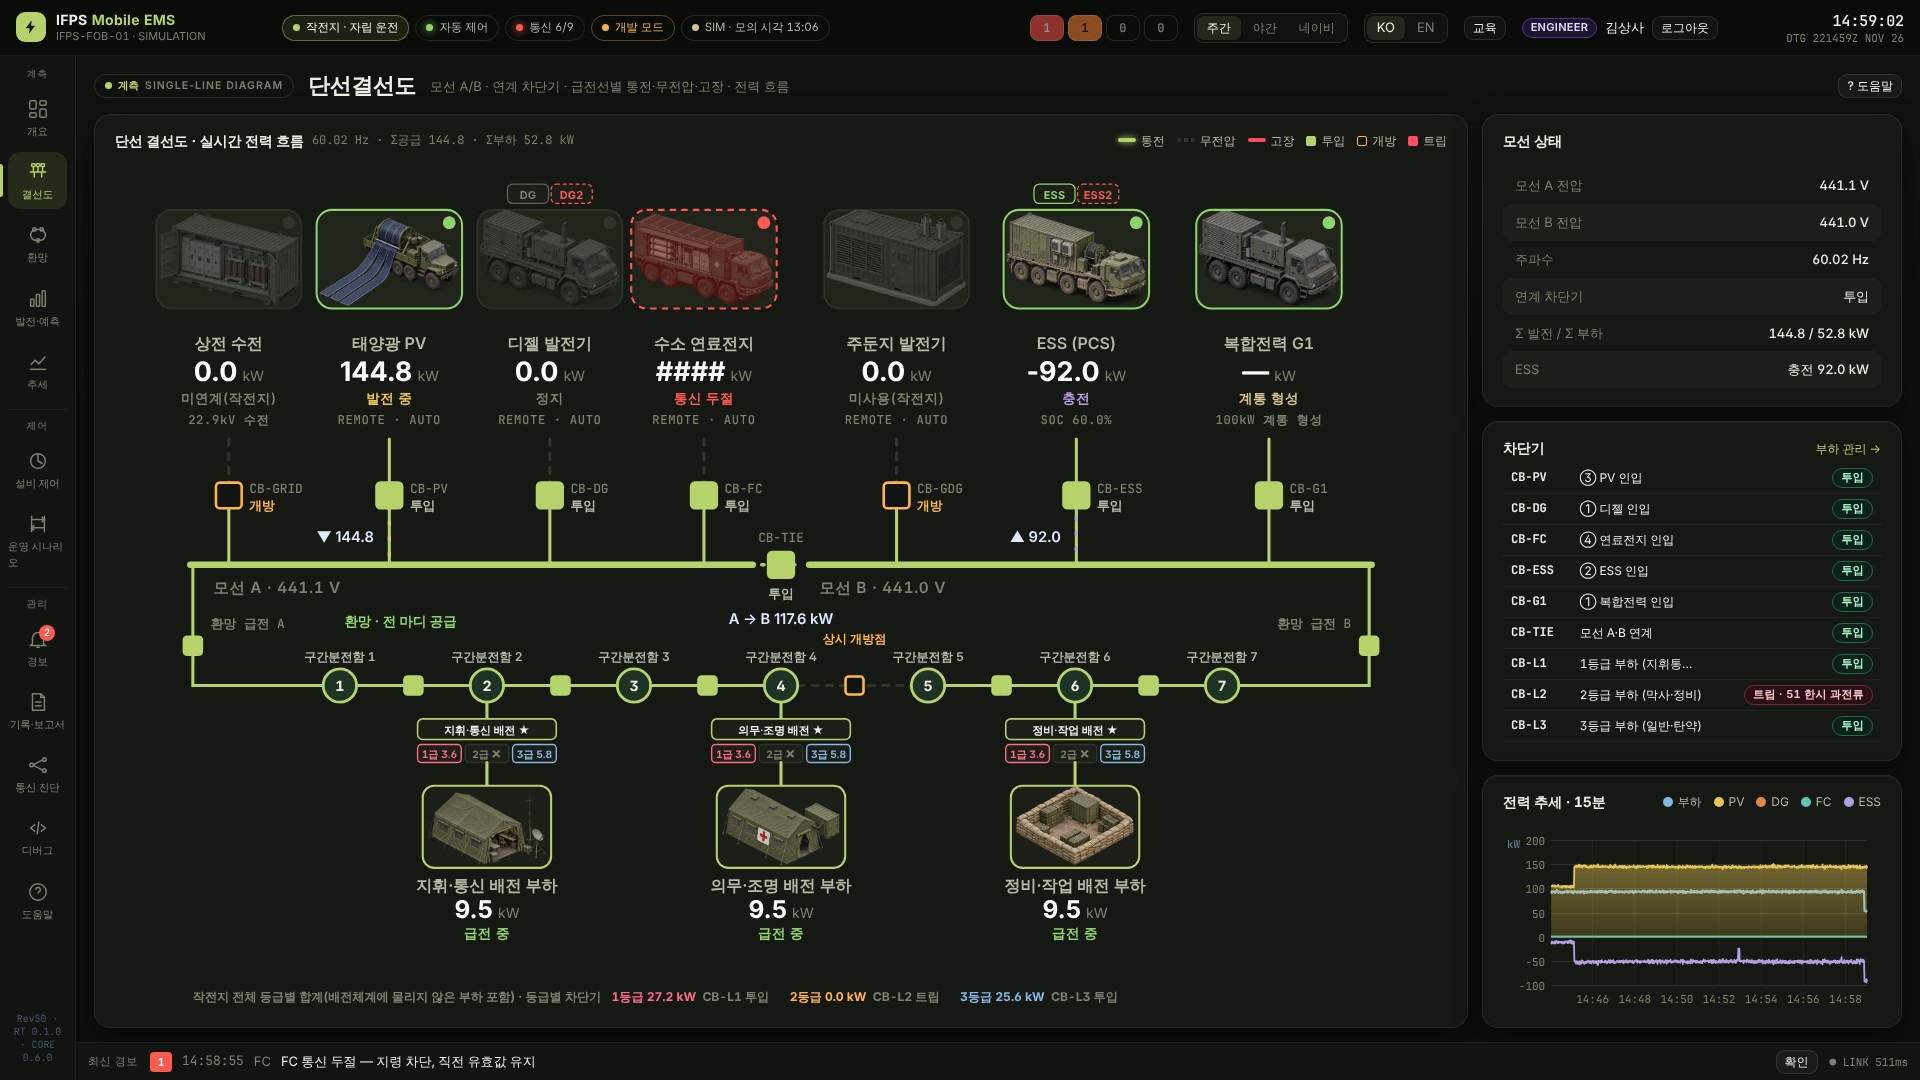 IFPS Mobile EMS
IFPS-FOB-01 · SIMULATION
작전지 · 자립 운전
자동 제어
통신 6/9
개발 모드
SIM · 모의 시각 13:06
1 1 0 0
주간 야간 네이비
KO EN
교육
ENGINEER 김상사 로그아웃
14:59:02
DTG 221459Z NOV 26
계측
개요
결선도
환망
발전·예측
추세
제어
설비 제어
운영 시나리오
관리
2
경보
기록·보고서
통신 진단
디버그
도움말
Rev50 ·
RT 0.1.0
· CORE
0.6.0
계측 SINGLE-LINE DIAGRAM
단선결선도
모선 A/B · 연계 차단기 · 급전선별 통전·무전압·고장 · 전력 흐름
? 도움말
단선 결선도 · 실시간 전력 흐름 60.02 Hz · Σ공급 144.8 · Σ부하 52.8 kW
통전 무전압 고장 투입 개방 트립
DG DG2 ESS ESS2
상전 수전
0.0 kW
미연계(작전지)
22.9kV 수전
태양광 PV
144.8 kW
발전 중
REMOTE · AUTO
디젤 발전기
0.0 kW
정지
REMOTE · AUTO
수소 연료전지
#### kW
통신 두절
REMOTE · AUTO
주둔지 발전기
0.0 kW
미사용(작전지)
REMOTE · AUTO
ESS (PCS)
-92.0 kW
충전
SOC 60.0%
복합전력 G1
— kW
계통 형성
100kW 계통 형성
CB-GRID
개방
CB-PV
투입
CB-DG
투입
CB-FC
투입
CB-GDG
개방
CB-ESS
투입
CB-G1
투입
▼ 144.8
▲ 92.0
CB-TIE
투입
모선 A · 441.1 V
모선 B · 441.0 V
환망 급전 A
환망 · 전 마디 공급
A → B 117.6 kW
상시 개방점
환망 급전 B
구간분전함 1 구간분전함 2 구간분전함 3 구간분전함 4 구간분전함 5 구간분전함 6 구간분전함 7
1 2 3 4 5 6 7
지휘·통신 배전 ★
1급 3.6 2급 ✕ 3급 5.8
의무·조명 배전 ★
1급 3.6 2급 ✕ 3급 5.8
정비·작업 배전 ★
1급 3.6 2급 ✕ 3급 5.8
지휘·통신 배전 부하
9.5 kW
급전 중
의무·조명 배전 부하
9.5 kW
급전 중
정비·작업 배전 부하
9.5 kW
급전 중
작전지 전체 등급별 합계(배전체계에 물리지 않은 부하 포함) · 등급별 차단기 1등급 27.2 kW CB-L1 투입 2등급 0.0 kW CB-L2 트립 3등급 25.6 kW CB-L3 투입
모선 상태
모선 A 전압 441.1 V
모선 B 전압 441.0 V
주파수 60.02 Hz
연계 차단기 투입
Σ 발전 / Σ 부하 144.8 / 52.8 kW
ESS 충전 92.0 kW
차단기 부하 관리 →
CB-PV ③ PV 인입 투입
CB-DG ① 디젤 인입 투입
CB-FC ④ 연료전지 인입 투입
CB-ESS ② ESS 인입 투입
CB-G1 ① 복합전력 인입 투입
CB-TIE 모선 A·B 연계 투입
CB-L1 1등급 부하 (지휘통… 투입
CB-L2 2등급 부하 (막사·정비) 트립 · 51 한시 과전류
CB-L3 3등급 부하 (일반·탄약) 투입
전력 추세 · 15분
부하 PV DG FC ESS
kW
200
150
100
50
0
-50
-100
14:46 14:48 14:50 14:52 14:54 14:56 14:58
최신 경보 1 14:58:55 FC FC 통신 두절 — 지령 차단, 직전 유효값 유지
확인
LINK 511ms